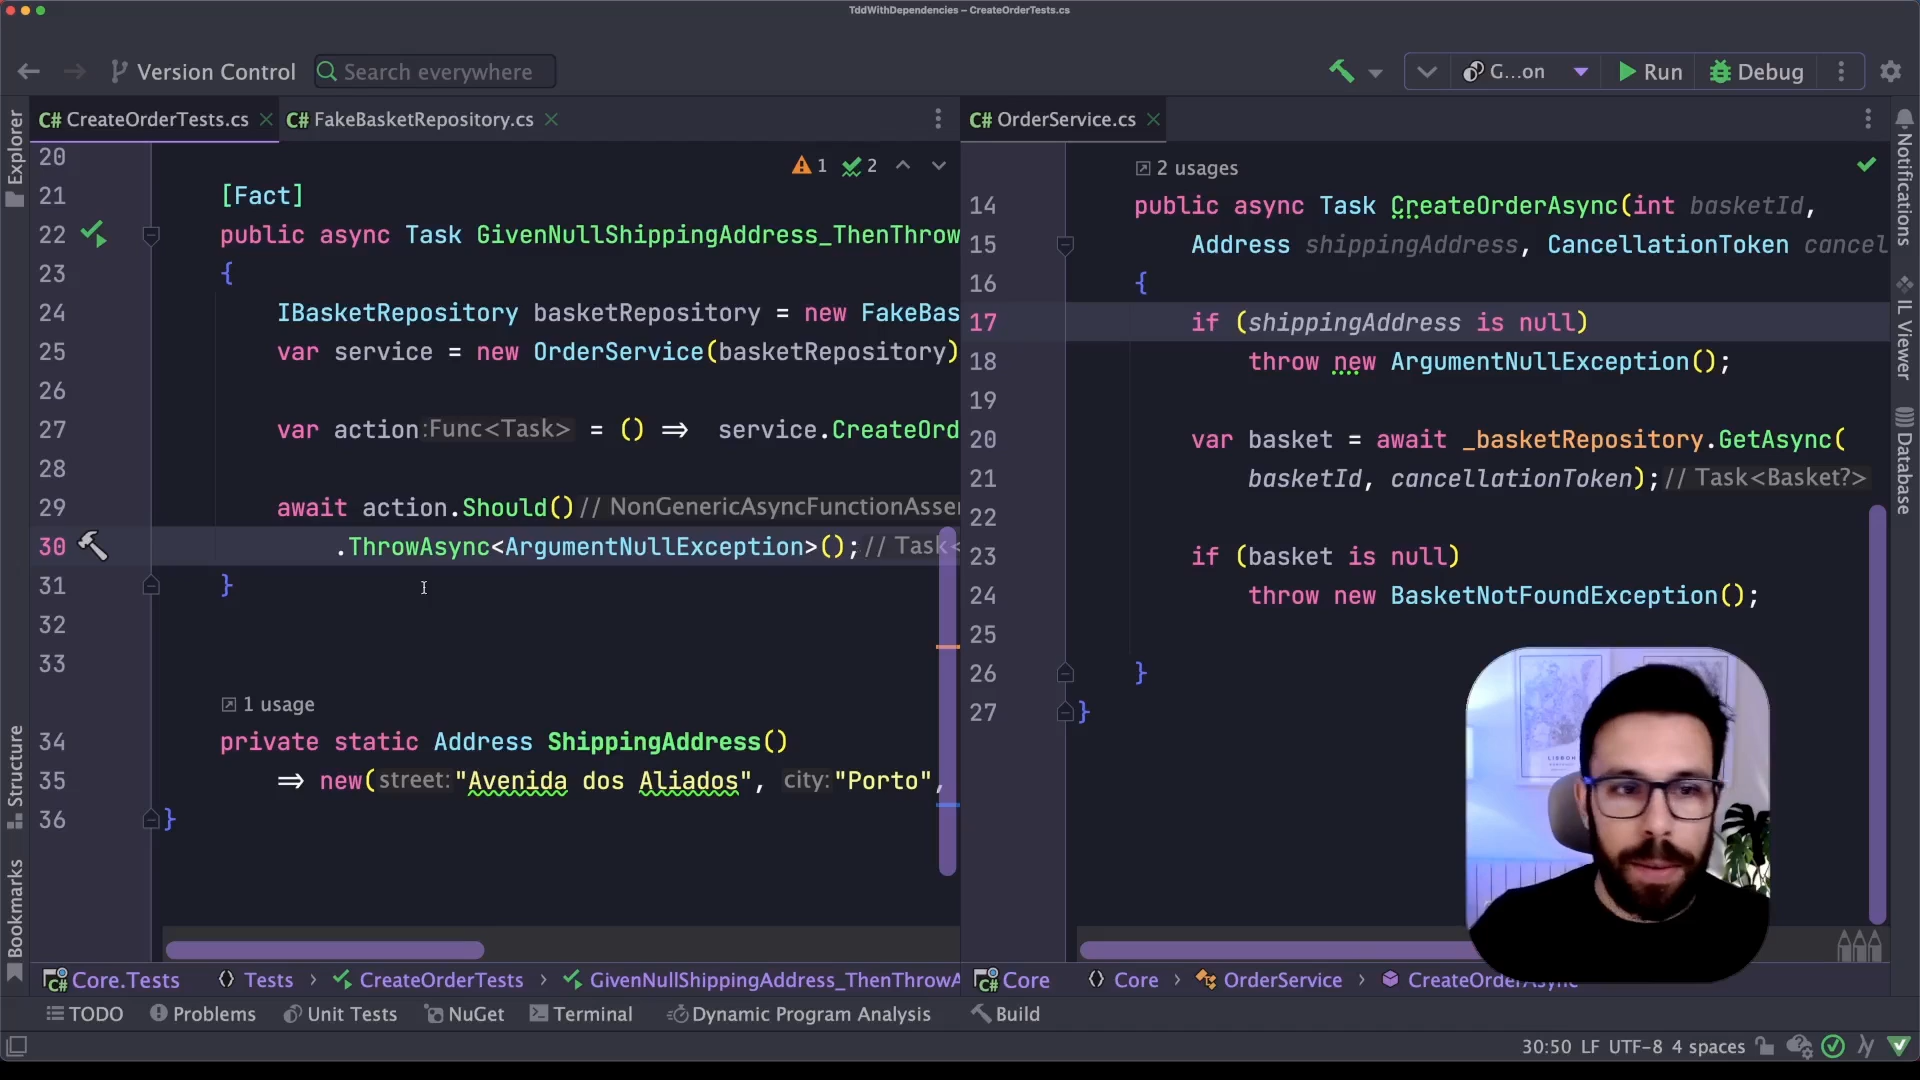 TddWithDependencies – CreateOrderTests.cs
Version Control
Search everywhere
G...on
Run
Debug
Explorer
C# CreateOrderTests.cs
C# FakeBasketRepository.cs
20
1
2
21 [Fact]
22 public async Task GivenNullShippingAddress_ThenThrow
23 {
24 IBasketRepository basketRepository = new FakeBas
25 var service = new OrderService(basketRepository)
26
27 var action:Func<Task> = () => service.CreateOrd
28
29 await action.Should()// NonGenericAsyncFunctionAsser
30 .ThrowAsync<ArgumentNullException>();// Task<
31 }
32
33
1 usage
34 private static Address ShippingAddress()
35 => new(street:"Avenida dos Aliados", city:"Porto",
36 }
C# OrderService.cs
2 usages
14 public async Task CreateOrderAsync(int basketId,
15 Address shippingAddress, CancellationToken cancel
16 {
17 if (shippingAddress is null)
18 throw new ArgumentNullException();
19
20 var basket = await _basketRepository.GetAsync(
21 basketId, cancellationToken);// Task<Basket?>
22
23 if (basket is null)
24 throw new BasketNotFoundException();
25
26 }
27 }
Notifications
IL Viewer
Database
Structure
Bookmarks
LISBON
C# Core.Tests
Tests
CreateOrderTests
GivenNullShippingAddress_ThenThrowA
C# Core
Core
OrderService
CreateOrderAsync
TODO
Problems
Unit Tests
NuGet
Terminal
Dynamic Program Analysis
Build
30:50 LF UTF-8 4 spaces